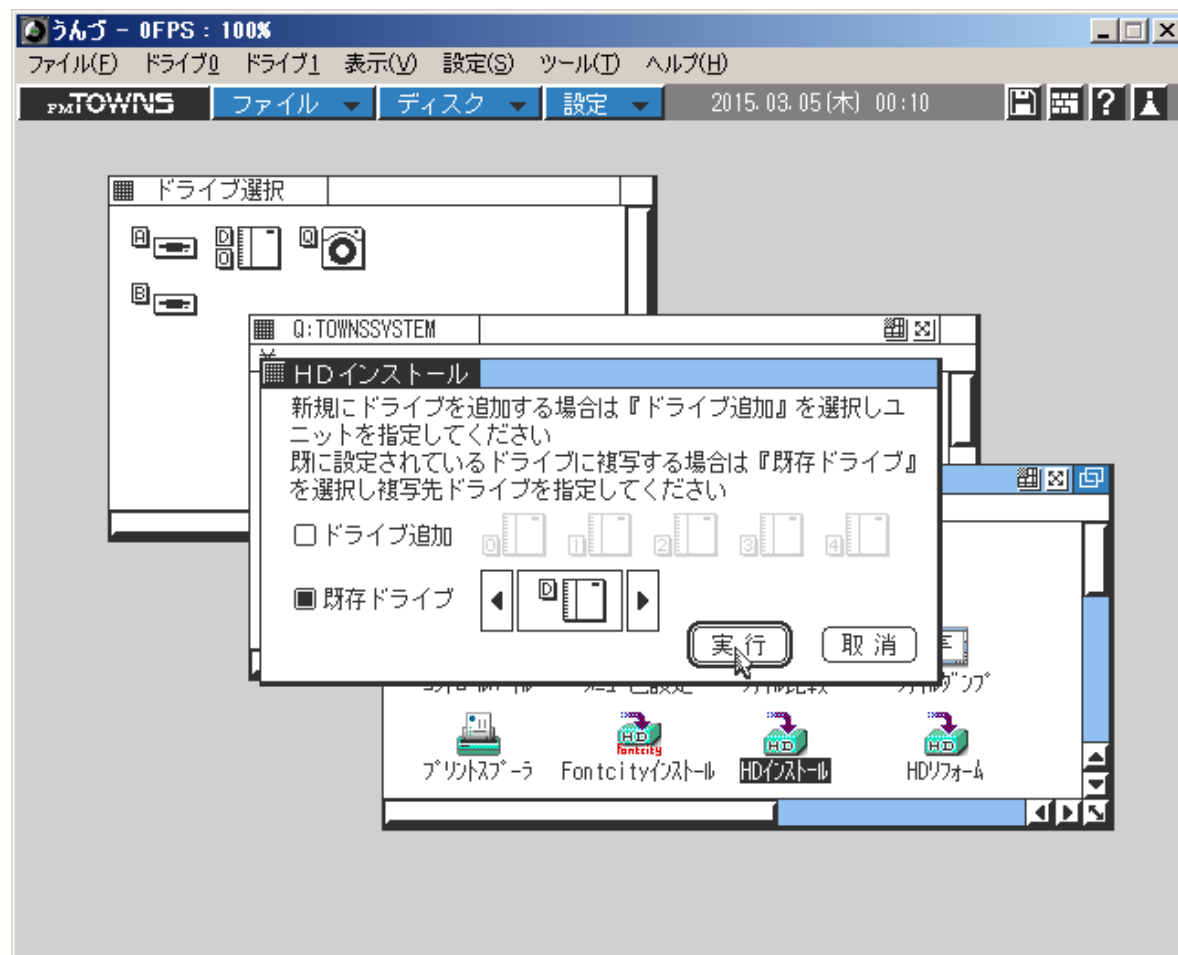 うんづ - 0FPS : 100%
ファイル(F) ドライブ0 ドライブ1 表示(V) 設定(S) ツール(T) ヘルプ(H)
FMTOWNS ファイル ディスク 設定 2015.03.05(木) 00:10 ?
ドライブ選択
A D 0 Q
B
Q:TOWNSSYSTEM
¥
HDインストール
新規にドライブを追加する場合は『ドライブ追加』を選択しユ
ニットを指定してください
既に設定されているドライブに複写する場合は『既存ドライブ』
を選択し複写先ドライブを指定してください
ドライブ追加 0 1 2 3 4
既存ドライブ D
実行 取消
プリントスプーラ Fontcityインストール HDインストール HDリフォーム